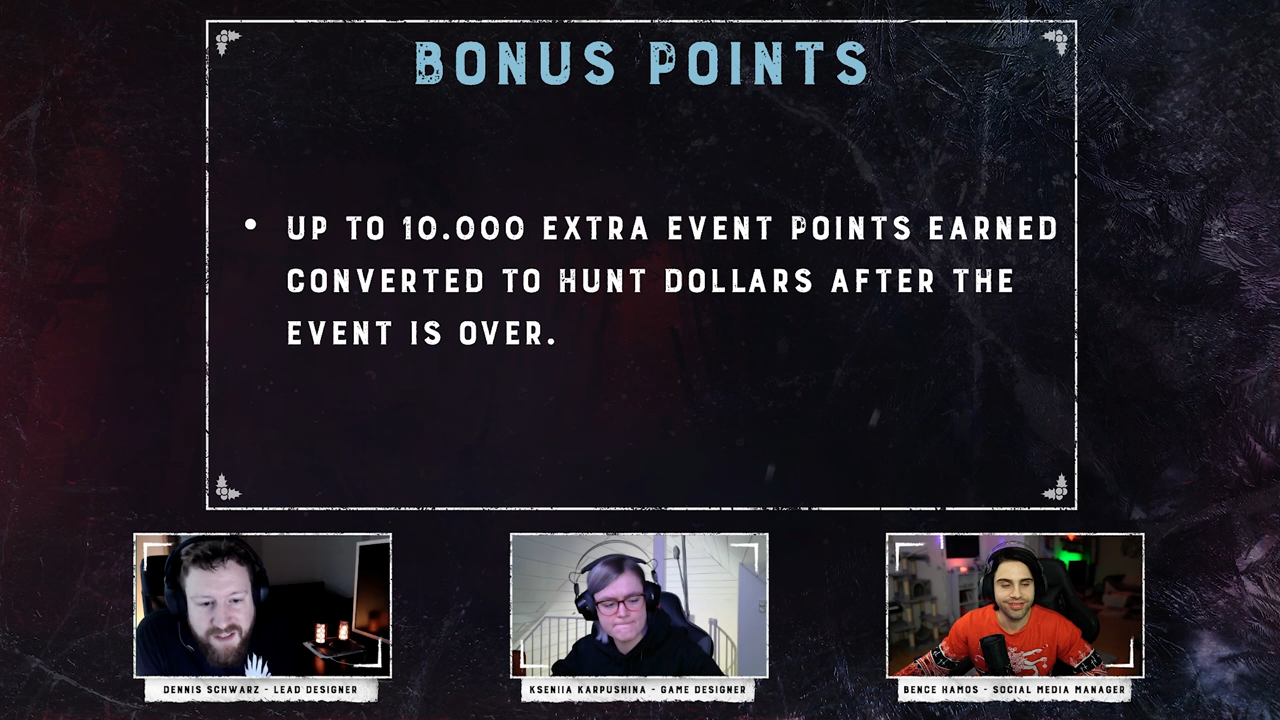 BONUS POINTS
• UP TO 10.000 EXTRA EVENT POINTS EARNED
CONVERTED TO HUNT DOLLARS AFTER THE
EVENT IS OVER.
DENNIS SCHWARZ - LEAD DESIGNER
KSENIIA KARPUSHINA - GAME DESIGNER
BENCE HAMOS - SOCIAL MEDIA MANAGER